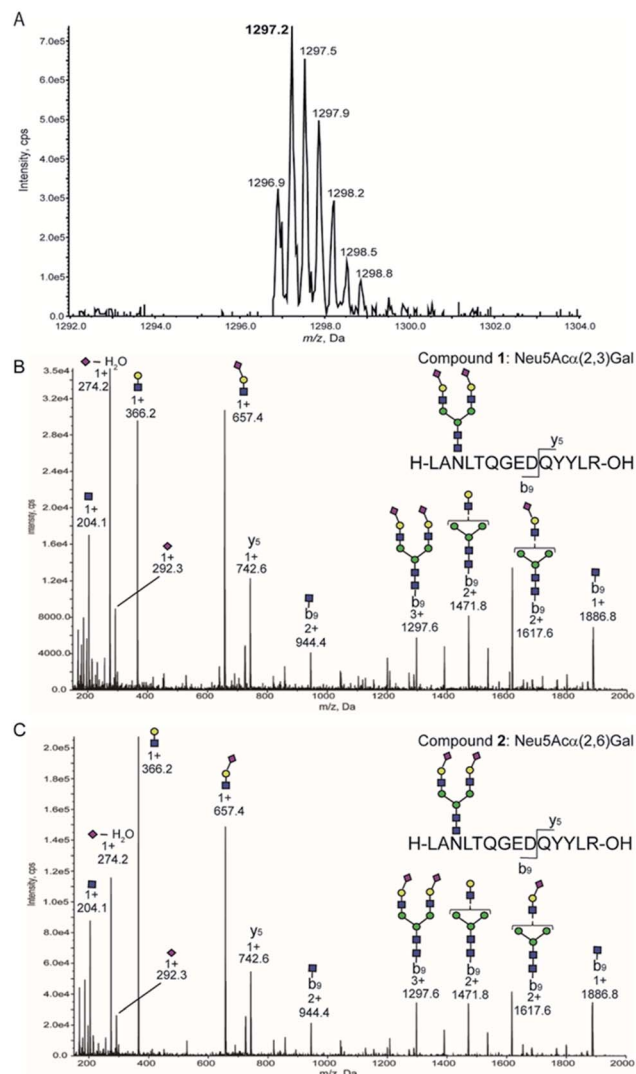 A
7.0e5
6.0e5
5.0e5
4.0e5
3.0e5
2.0e5
1.0e5
0.0
Intensity, cps
1297.2
1297.5
1297.9
1296.9
1298.2
1298.5
1298.8
1292.0 1294.0 1296.0 1298.0 1300.0 1302.0 1304.0
m/z, Da
B
Compound 1: Neu5Acα(2,3)Gal
3.5e4
2.8e4
2.4e4
2.0e4
1.6e4
1.2e4
8000.0
4000.0
0.0
Intensity, cps
– H2O
1+
274.2
1+
366.2
1+
657.4
1+
204.1
1+
292.3
y5
1+
742.6
b9
2+
944.4
H-LANLTQGEDQYYLR-OH
y5
b9
b9
3+
1297.6
b9
2+
1471.8
b9
2+
1617.6
b9
1+
1886.8
200 400 600 800 1000 1200 1400 1600 1800 2000
m/z, Da
C
Compound 2: Neu5Acα(2,6)Gal
2.0e5
1.8e5
1.6e5
1.4e5
1.2e5
1.0e5
8.0e4
6.0e4
4.0e4
2.0e4
0.0
Intensity, cps
1+
366.2
– H2O
1+
274.2
1+
657.4
1+
204.1
1+
292.3
y5
1+
742.6
b9
2+
944.4
H-LANLTQGEDQYYLR-OH
y5
b9
b9
3+
1297.6
b9
2+
1471.8
b9
2+
1617.6
b9
1+
1886.8
200 400 600 800 1000 1200 1400 1600 1800 2000
m/z, Da